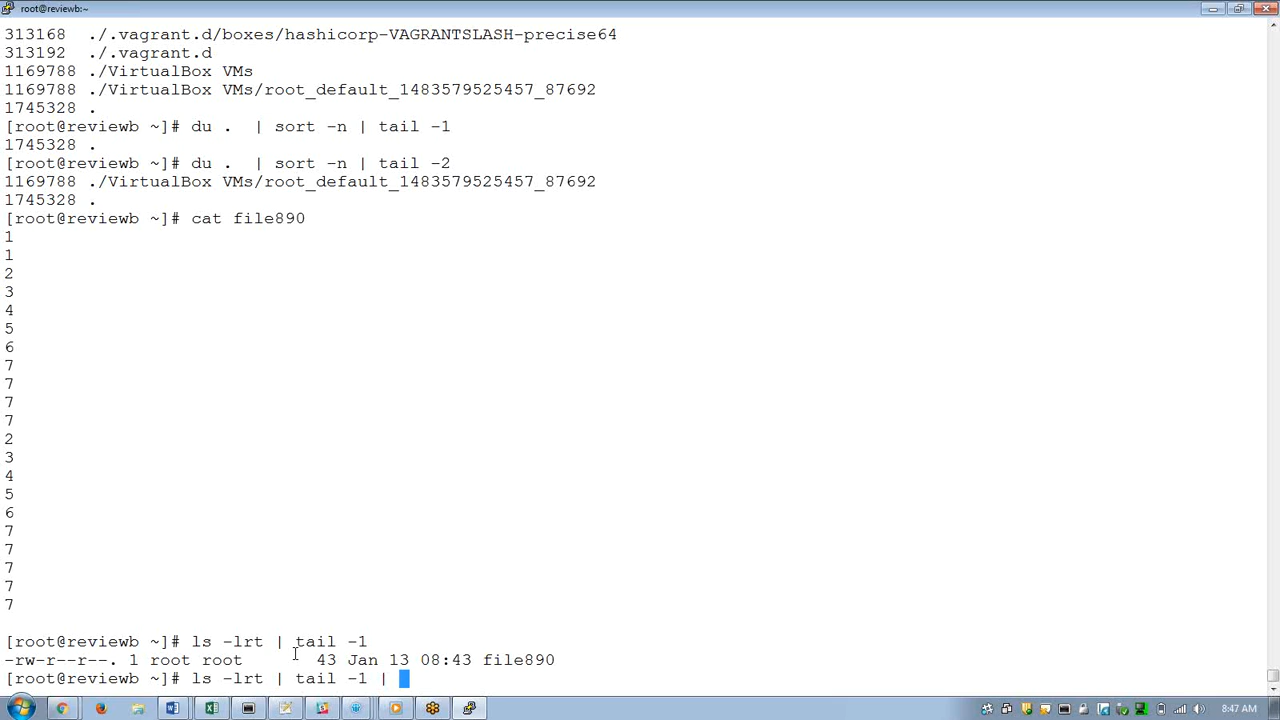 root@reviewb:~
313168  ./.vagrant.d/boxes/hashicorp-VAGRANTSLASH-precise64
313192  ./.vagrant.d
1169788 ./VirtualBox VMs
1169788 ./VirtualBox VMs/root_default_1483579525457_87692
1745328 .
[root@reviewb ~]# du .  | sort -n | tail -1
1745328 .
[root@reviewb ~]# du .  | sort -n | tail -2
1169788 ./VirtualBox VMs/root_default_1483579525457_87692
1745328 .
[root@reviewb ~]# cat file890
1
1
2
3
4
5
6
7
7
7
7
2
3
4
5
6
7
7
7
7
7
[root@reviewb ~]# ls -lrt | tail -1
-rw-r--r--. 1 root root       43 Jan 13 08:43 file890
[root@reviewb ~]# ls -lrt | tail -1 |
8:47 AM